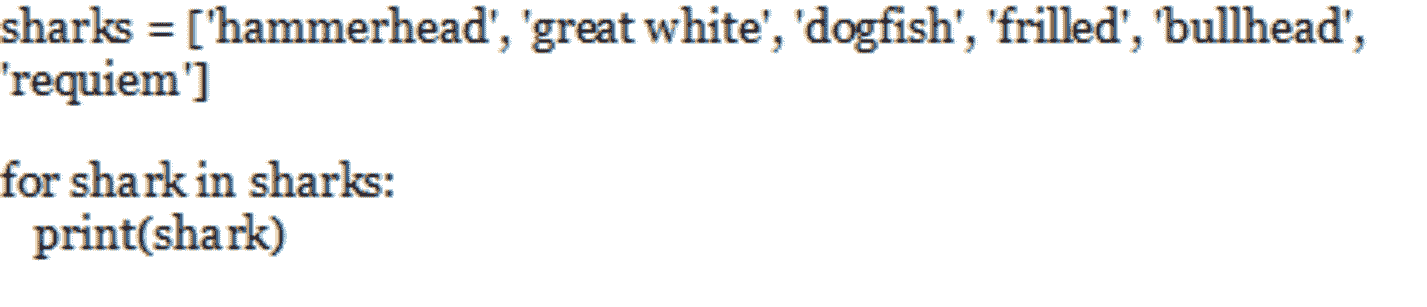 sharks = ['hammerhead', 'great white', 'dogfish', 'frilled', 'bullhead',
'requiem']
for shark in sharks:
   print(shark)